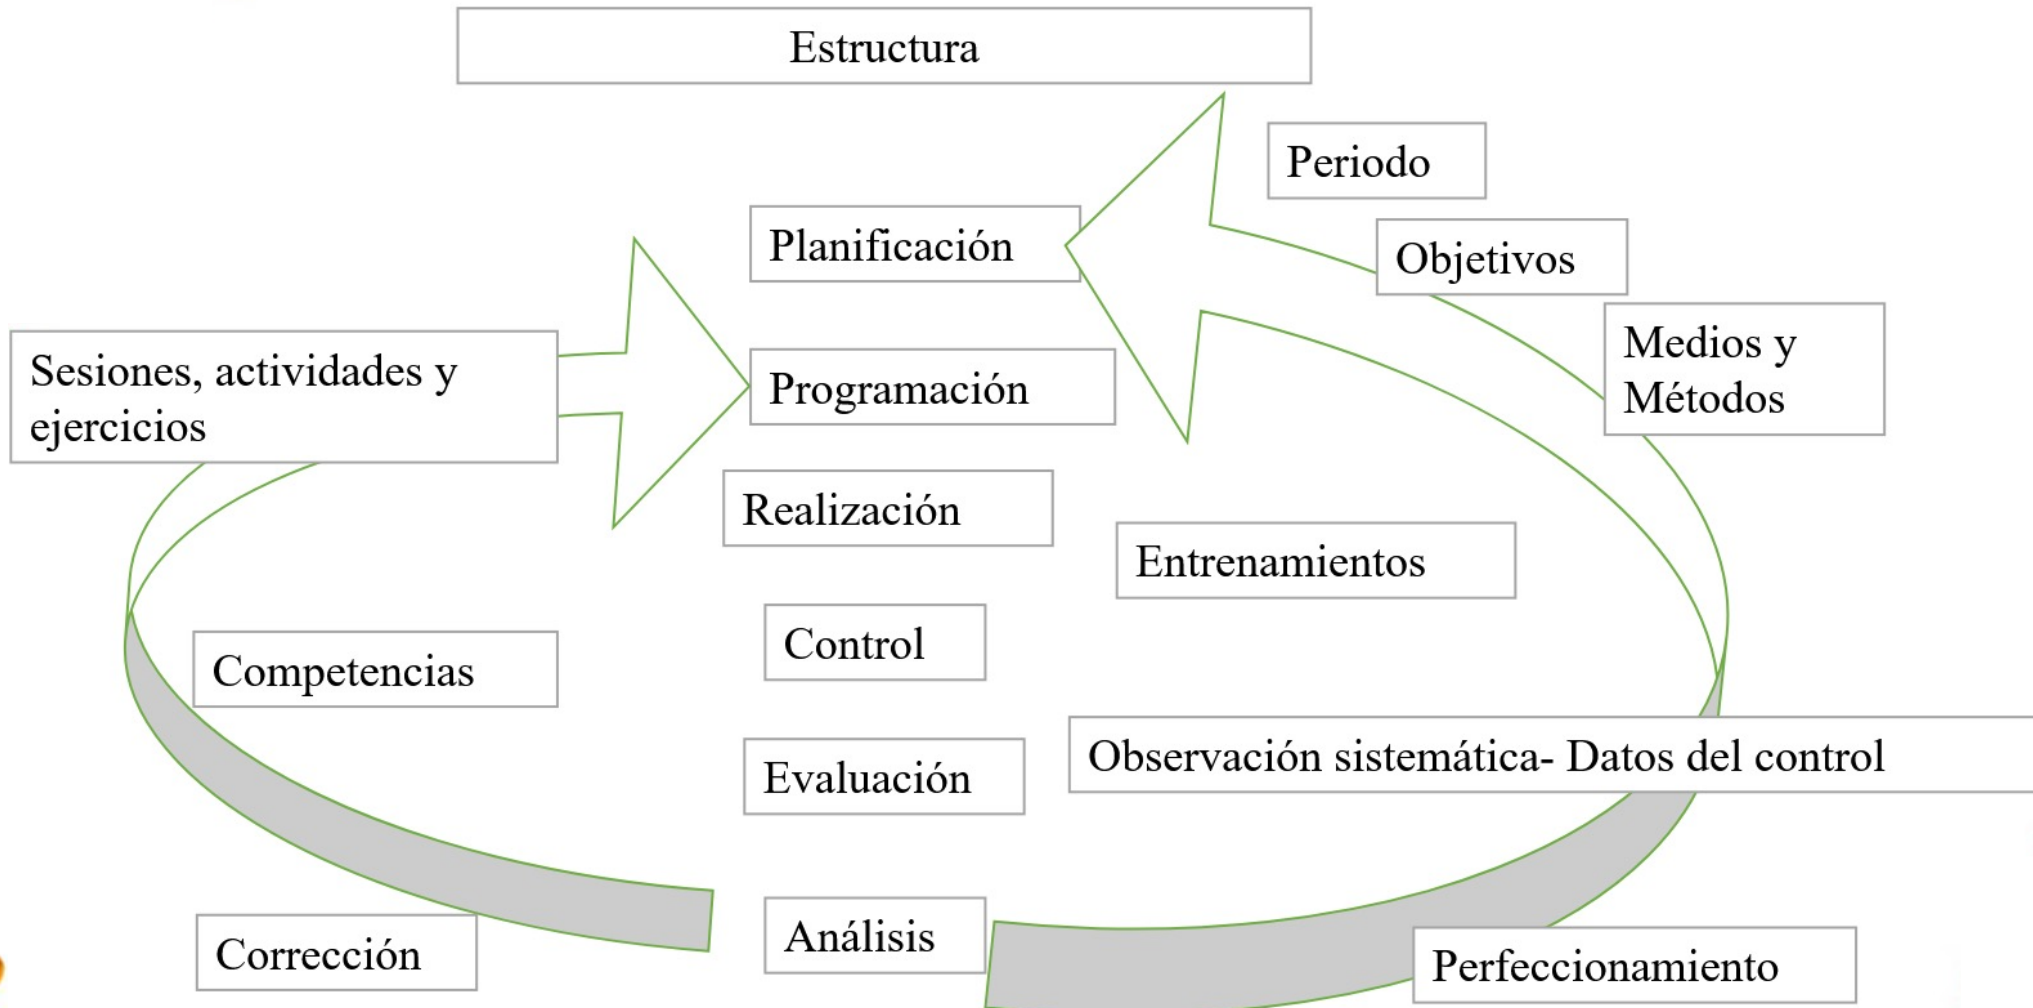 Estructura
Periodo
Planificación
Objetivos
Medios y
Métodos
Sesiones, actividades y
ejercicios
Programación
Realización
Entrenamientos
Control
Competencias
Observación sistemática- Datos del control
Evaluación
Análisis
Corrección
Perfeccionamiento